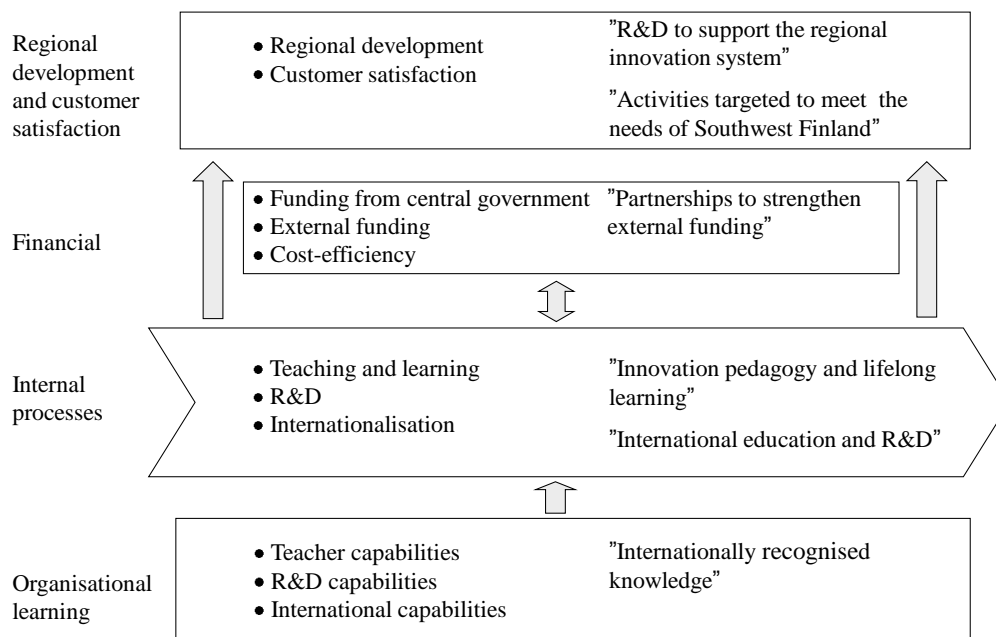 Regional
development
and customer
satisfaction
• Regional development
• Customer satisfaction
”R&D to support the regional
innovation system”
”Activities targeted to meet the
needs of Southwest Finland”
Financial
• Funding from central government
• External funding
• Cost-efficiency
”Partnerships to strengthen
external funding”
Internal
processes
• Teaching and learning
• R&D
• Internationalisation
”Innovation pedagogy and lifelong
learning”
”International education and R&D”
Organisational
learning
• Teacher capabilities
• R&D capabilities
• International capabilities
”Internationally recognised
knowledge”